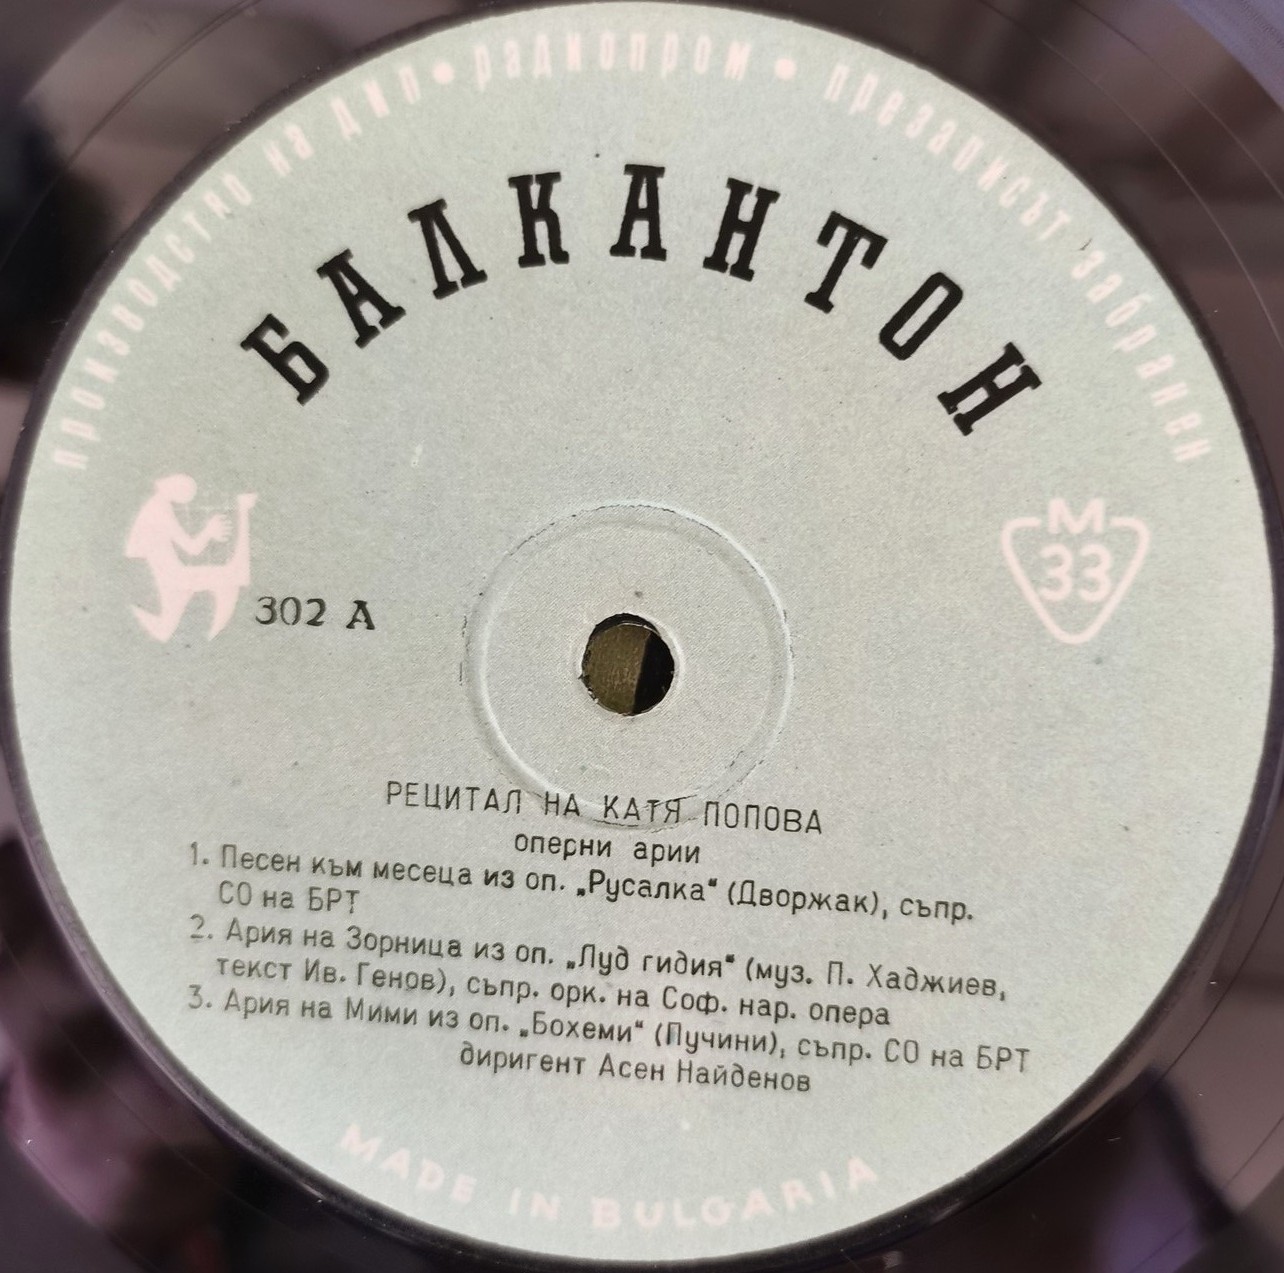 производство на дип • радиопром • презаписът забранен
БАЛКАНТОН
М
33
302 А
РЕЦИТАЛ НА КАТЯ ПОПОВА
оперни арии
1. Песен към месеца из оп. „Русалка“ (Дворжак), съпр.
СО на БРТ
2. Ария на Зорница из оп. „Луд гидия“ (муз. П. Хаджиев,
текст Ив. Генов), съпр. орк. на Соф. нар. опера
3. Ария на Мими из оп. „Бохеми“ (Пучини), съпр. СО на БРТ
диригент Асен Найденов
MADE IN BULGARIA